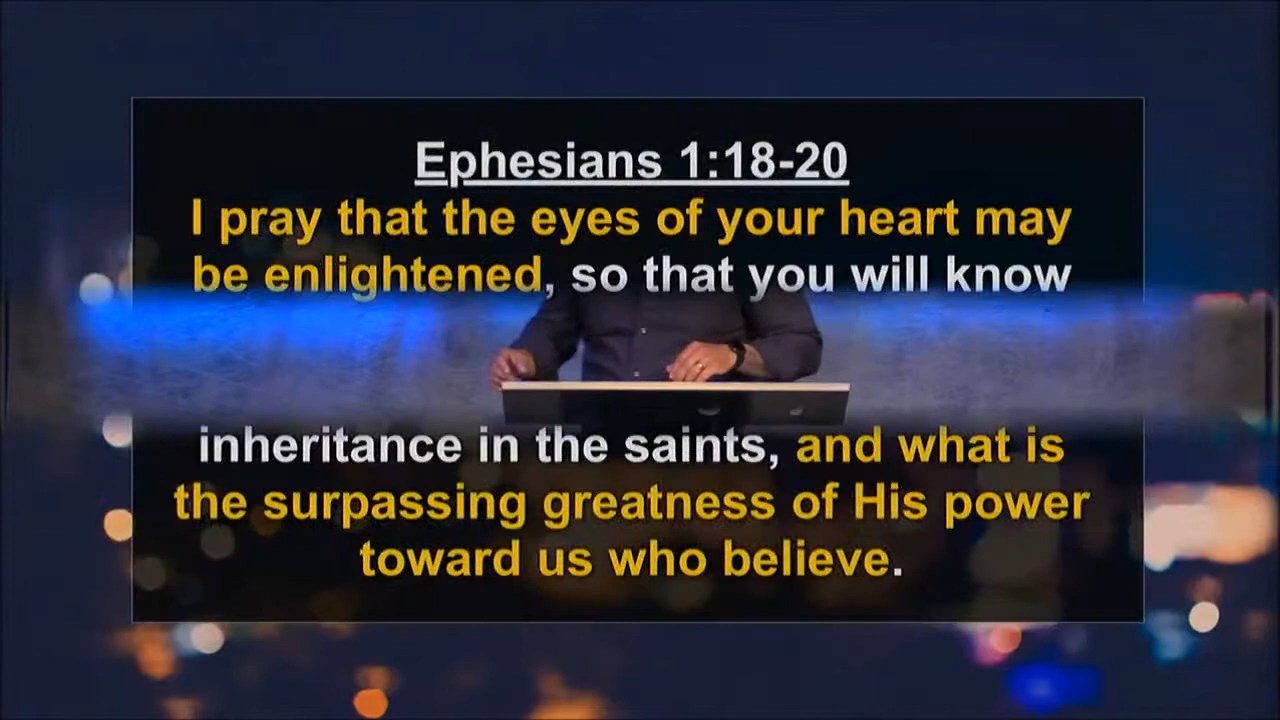 Ephesians 1:18-20
I pray that the eyes of your heart may
be enlightened, so that you will know
inheritance in the saints, and what is
the surpassing greatness of His power
toward us who believe.